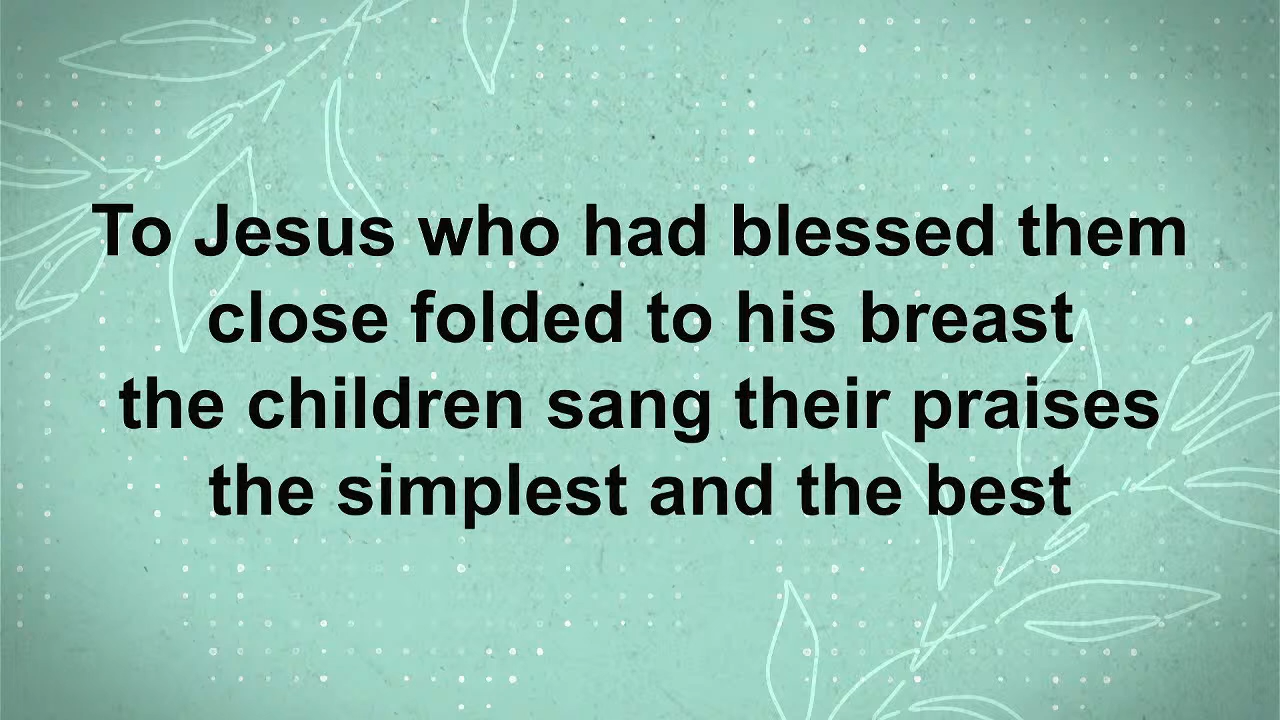 To Jesus who had blessed them
close folded to his breast
the children sang their praises
the simplest and the best